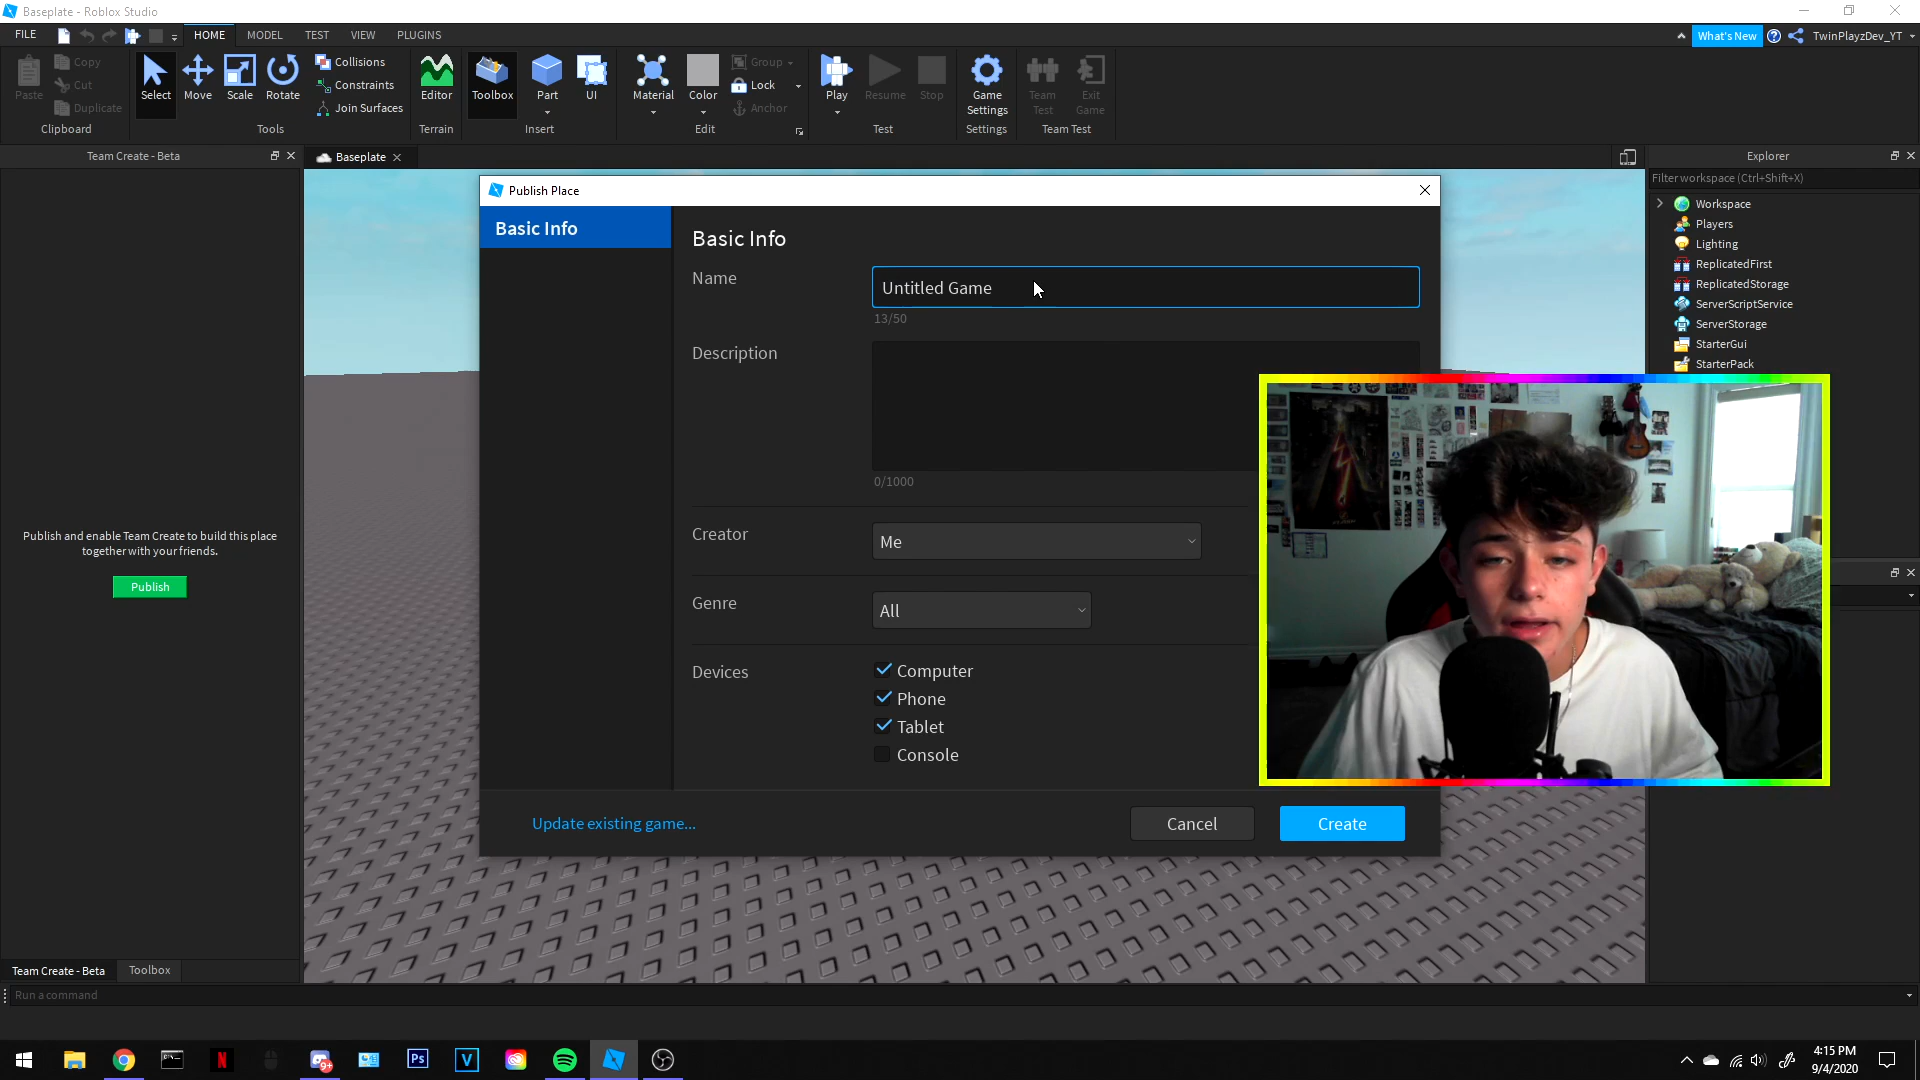 Baseplate - Roblox Studio
FILE
HOME
MODEL
TEST
VIEW
PLUGINS
What's New
TwinPlayzDev_YT
Paste
Copy
Cut
Duplicate
Clipboard
Select
Move
Scale
Rotate
Collisions
Constraints
Join Surfaces
Tools
Editor
Terrain
Toolbox
Part
UI
Insert
Material
Color
Group
Lock
Anchor
Edit
Play
Resume
Stop
Test
Game
Settings
Settings
Team
Test
Exit
Game
Team Test
Team Create - Beta
Baseplate
Explorer
Filter workspace (Ctrl+Shift+X)
Workspace
Players
Lighting
ReplicatedFirst
ReplicatedStorage
ServerScriptService
ServerStorage
StarterGui
StarterPack
Publish and enable Team Create to build this place
together with your friends.
Publish
Publish Place
Basic Info
Basic Info
Name
Untitled Game
13/50
Description
0/1000
Creator
Me
Genre
All
Devices
Computer
Phone
Tablet
Console
Update existing game...
Cancel
Create
Team Create - Beta
Toolbox
Run a command
N
9+
Ps
V
4:15 PM
9/4/2020